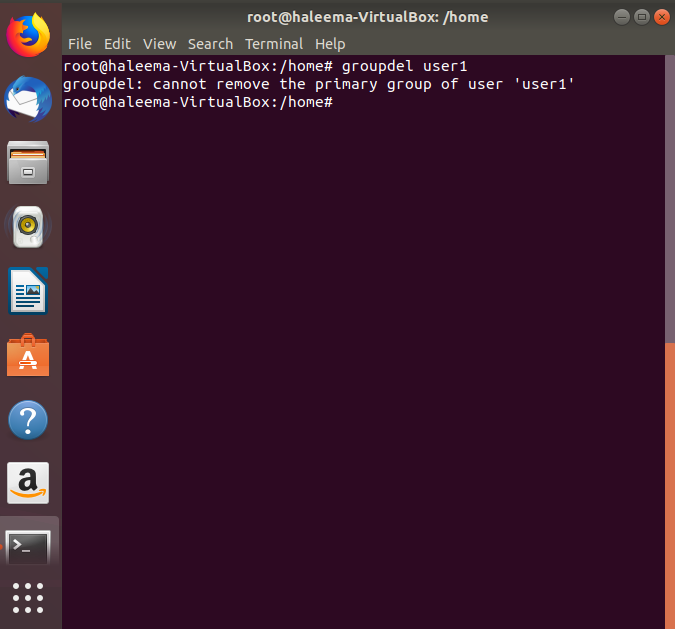 root@haleema-VirtualBox: /home
File Edit View Search Terminal Help
root@haleema-VirtualBox:/home# groupdel user1
groupdel: cannot remove the primary group of user 'user1'
root@haleema-VirtualBox:/home#